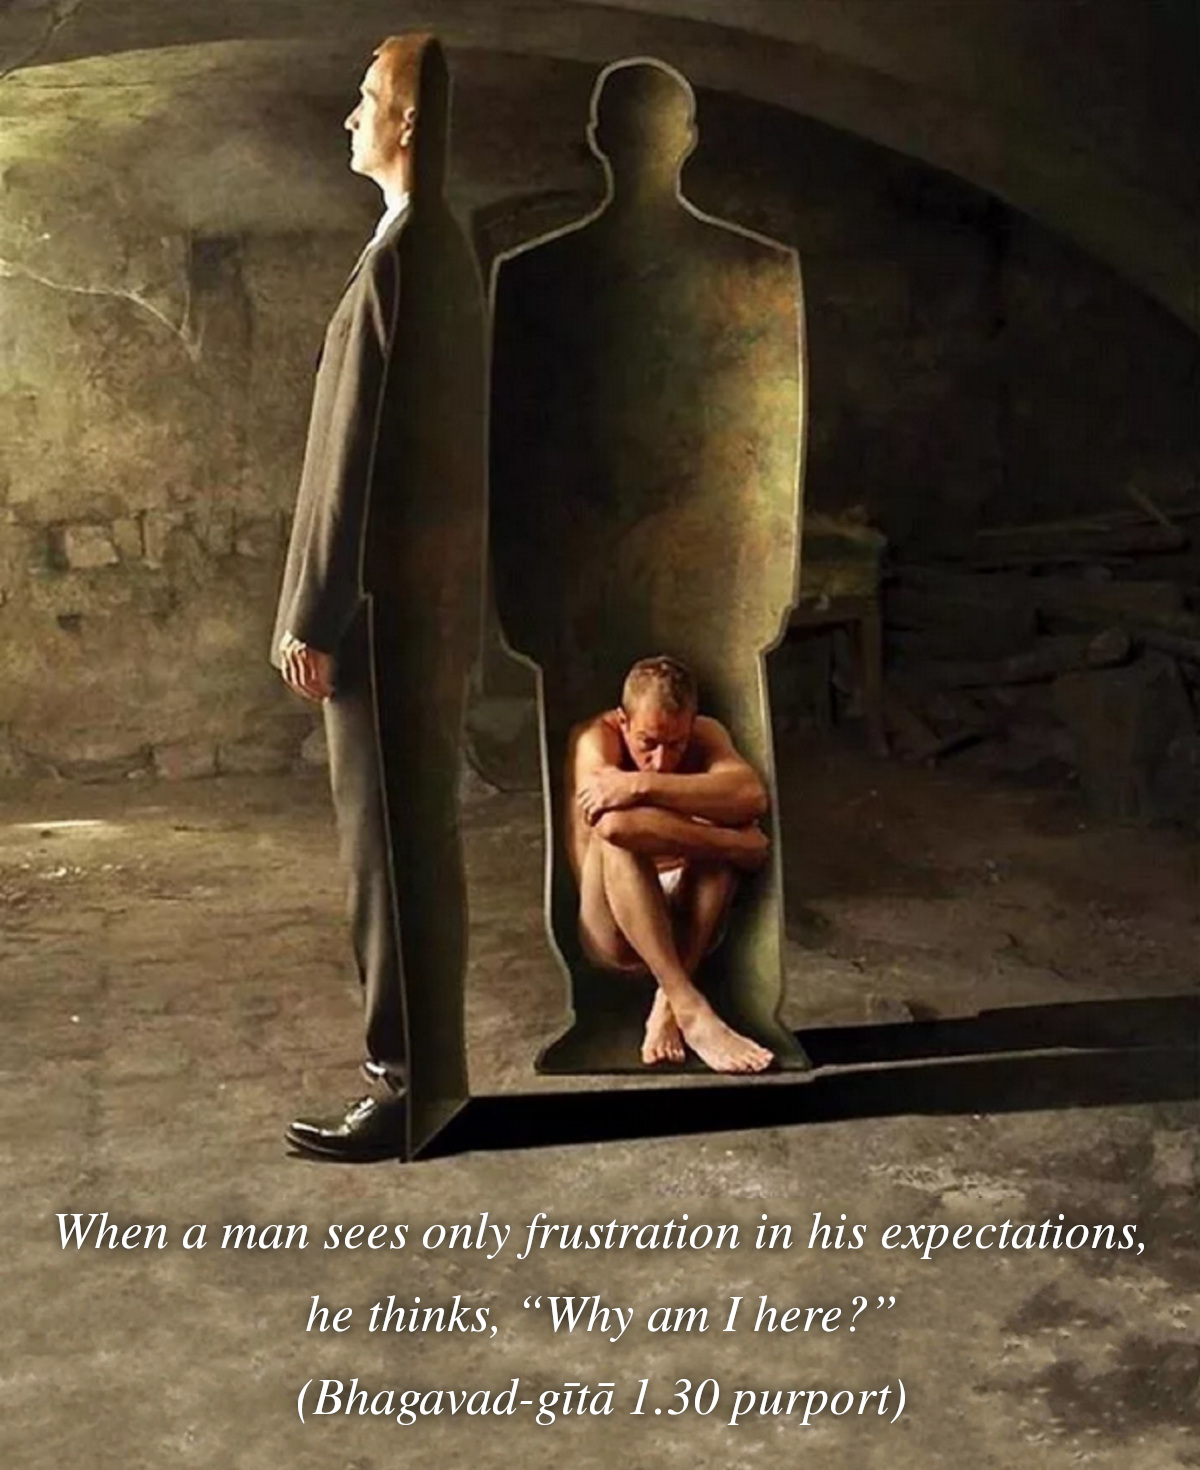 When a man sees only frustration in his expectations,
he thinks, “Why am I here?”
(Bhagavad-gītā 1.30 purport)